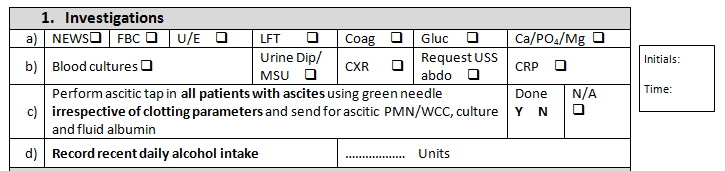 1. Investigations
a) NEWS❑ FBC ❑ U/E ❑ LFT ❑ Coag ❑ Gluc ❑ Ca/PO₄/Mg ❑
b) Blood cultures ❑ Urine Dip/ MSU ❑ CXR ❑ Request USS abdo ❑ CRP ❑
c) Perform ascitic tap in all patients with ascites using green needle
irrespective of clotting parameters and send for ascitic PMN/WCC, culture
and fluid albumin
Done
Y N
N/A
❑
d) Record recent daily alcohol intake .................. Units
Initials:
Time: